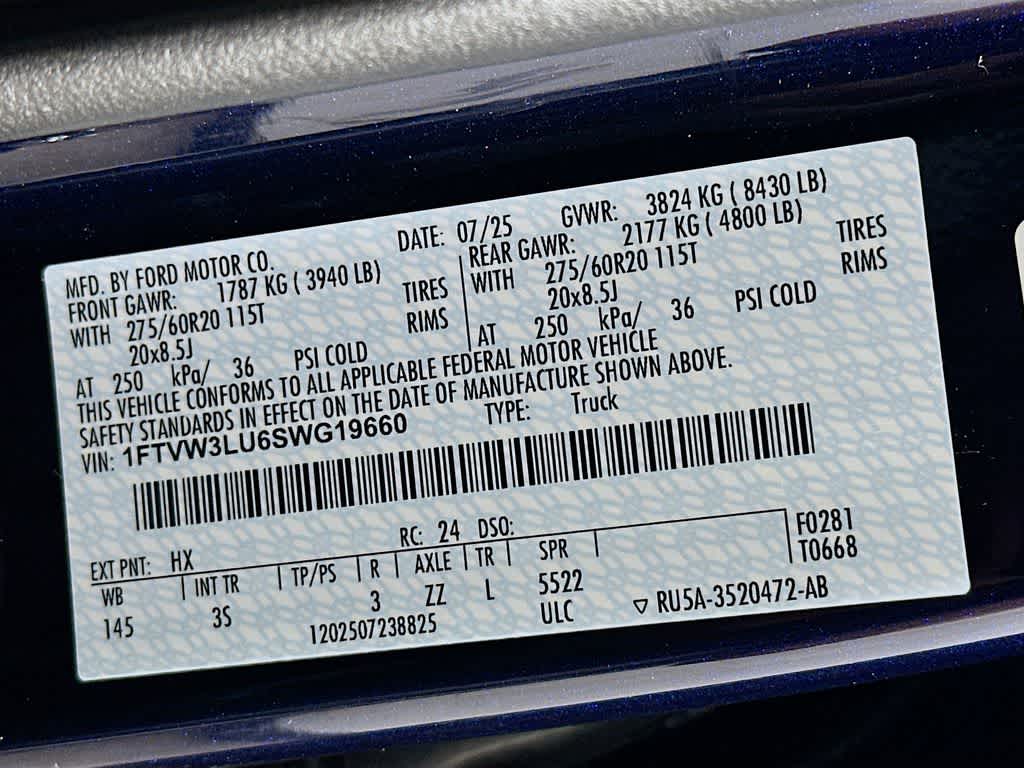 MFD. BY FORD MOTOR CO.
DATE: 07/25 GVWR: 3824 KG ( 8430 LB)
FRONT GAWR: 1787 KG ( 3940 LB)
WITH 275/60R20 115T TIRES
20x8.5J RIMS
AT 250 kPa/ 36 PSI COLD
REAR GAWR: 2177 KG ( 4800 LB)
WITH 275/60R20 115T TIRES
20x8.5J RIMS
AT 250 kPa/ 36 PSI COLD
THIS VEHICLE CONFORMS TO ALL APPLICABLE FEDERAL MOTOR VEHICLE
SAFETY STANDARDS IN EFFECT ON THE DATE OF MANUFACTURE SHOWN ABOVE.
VIN: 1FTVW3LU6SWG19660 TYPE: Truck
EXT PNT: HX RC: 24 DSO:
F0281
WB INT TR TP/PS R AXLE TR SPR
T0668
145 3S 3 ZZ L 5522
1202507238825 ULC ▽ RU5A-3520472-AB